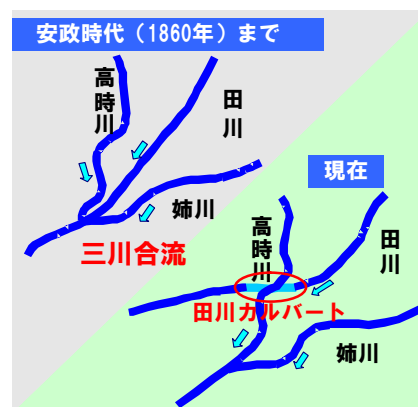 安政時代（1860年）まで
高時川
田川
姉川
三川合流
現在
高時川
田川
田川カルバート
姉川